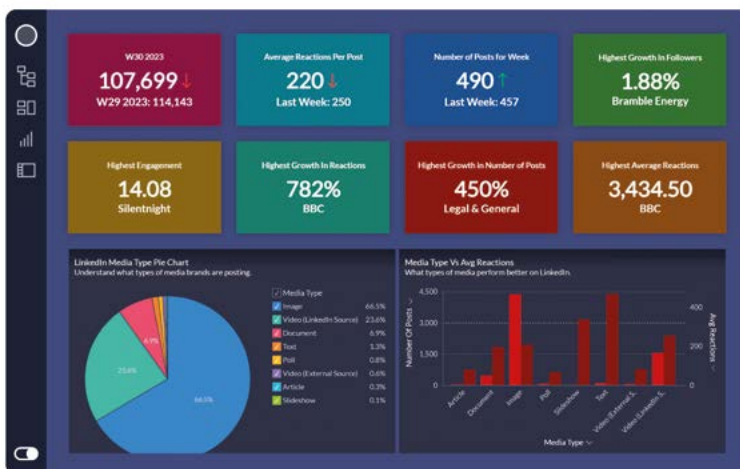 W30 2023
107,699 ↓
W29 2023: 114,143
Average Reactions Per Post
220 ↓
Last Week: 250
Number of Posts for Week
490 ↑
Last Week: 457
Highest Growth In Followers
1.88%
Bramble Energy
Highest Engagement
14.08
Silentnight
Highest Growth In Reactions
782%
BBC
Highest Growth in Number of Posts
450%
Legal & General
Highest Average Reactions
3,434.50
BBC
LinkedIn Media Type Pie Chart
Understand what types of media brands are posting.
66.5%
23.6%
6.9%
Media Type
Image 66.5%
Video (LinkedIn Source) 23.6%
Document 6.9%
Text 1.3%
Poll 0.8%
Video (External Source) 0.6%
Article 0.3%
Slideshow 0.1%
Media Type Vs Avg Reactions
What types of media perform better on LinkedIn.
Number Of Posts
4,500
3,000
1,500
0
400
200
0
Avg Reactions
Article
Document
Image
Poll
Slideshow
Text
Video (External S..
Video (LinkedIn S..
Media Type